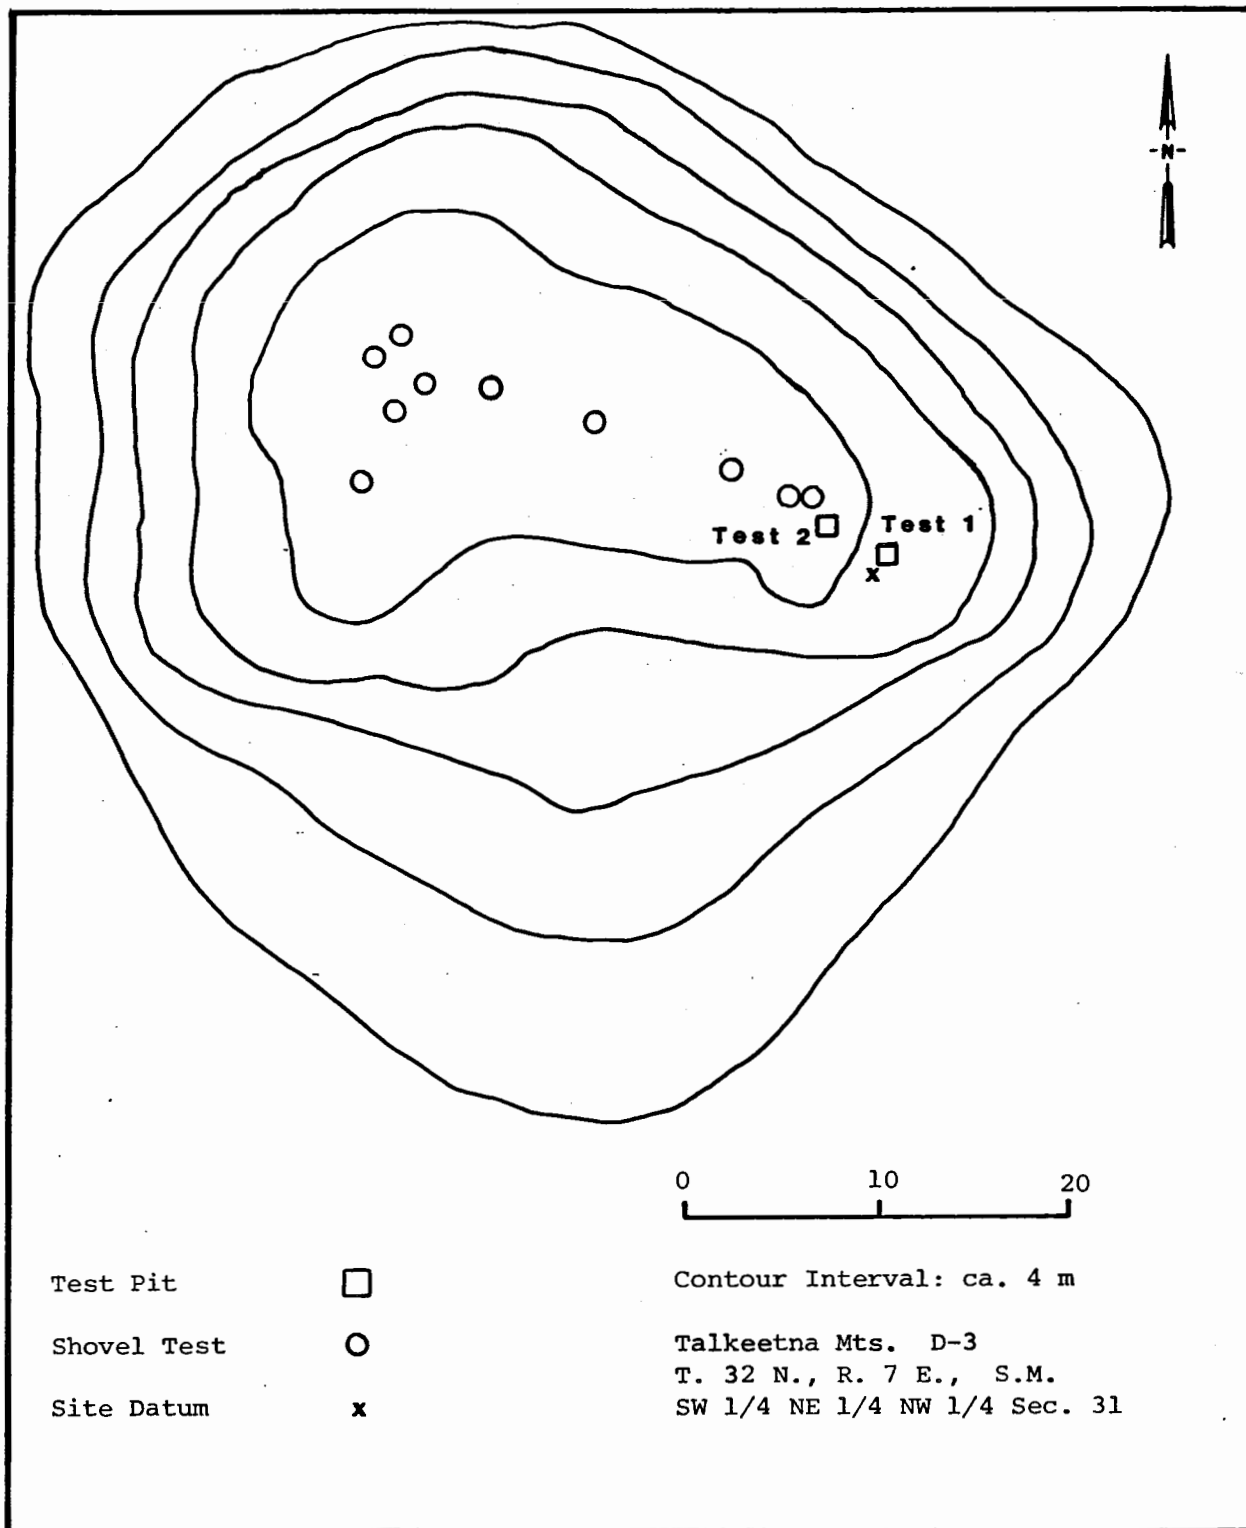 -N-
Test 1
Test 2
x
0 10 20
Test Pit
Contour Interval: ca. 4 m
Shovel Test
Talkeetna Mts. D-3
T. 32 N., R. 7 E., S.M.
Site Datum x
SW 1/4 NE 1/4 NW 1/4 Sec. 31